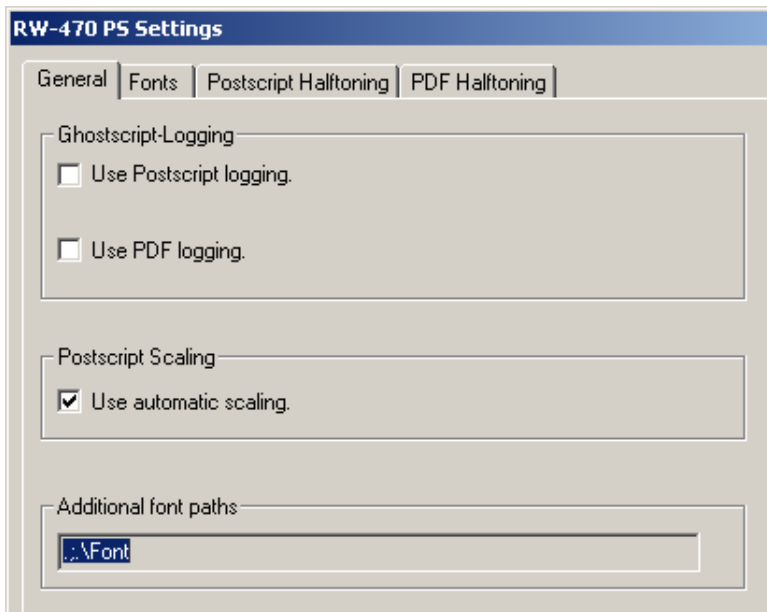 RW-470 PS Settings
General Fonts Postscript Halftoning PDF Halftoning
Ghostscript-Logging
Use Postscript logging.
Use PDF logging.
Postscript Scaling
Use automatic scaling.
Additional font paths
.;.\Font